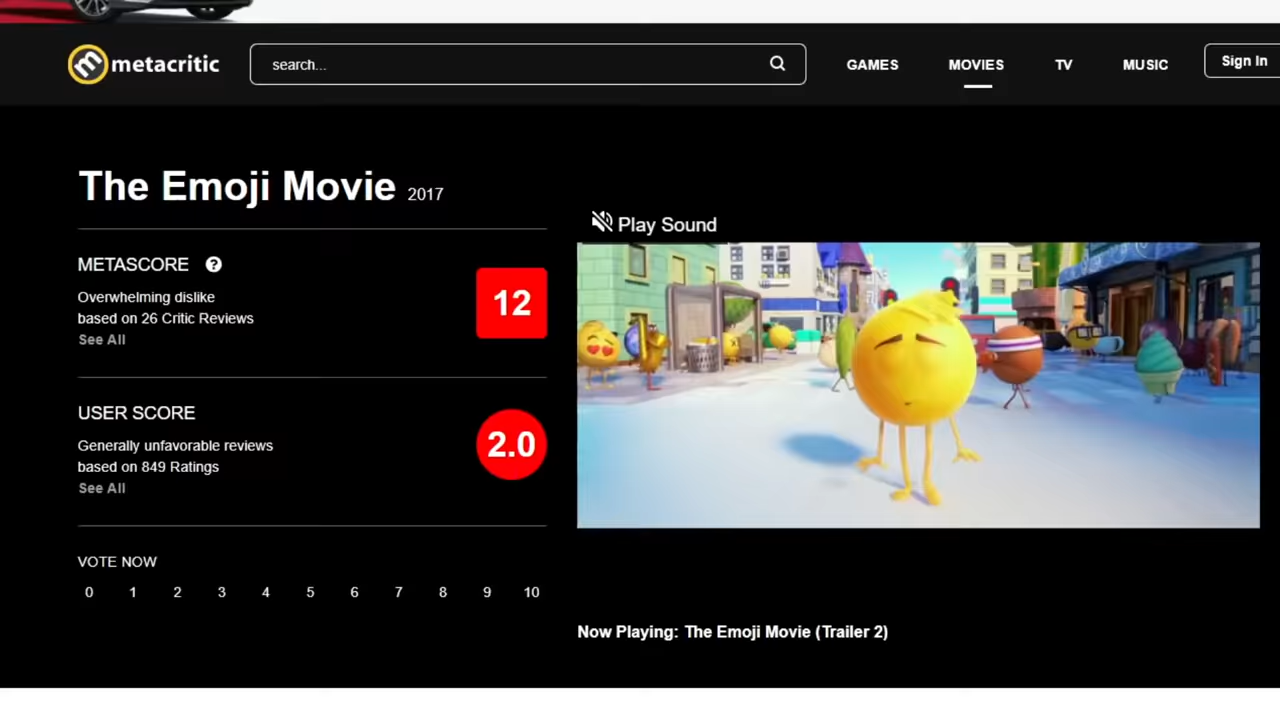 metacritic
search...
GAMES
MOVIES
TV
MUSIC
Sign In
The Emoji Movie 2017
METASCORE ?
Overwhelming dislike
based on 26 Critic Reviews
See All
12
USER SCORE
Generally unfavorable reviews
based on 849 Ratings
See All
2.0
VOTE NOW
0 1 2 3 4 5 6 7 8 9 10
Play Sound
Now Playing: The Emoji Movie (Trailer 2)